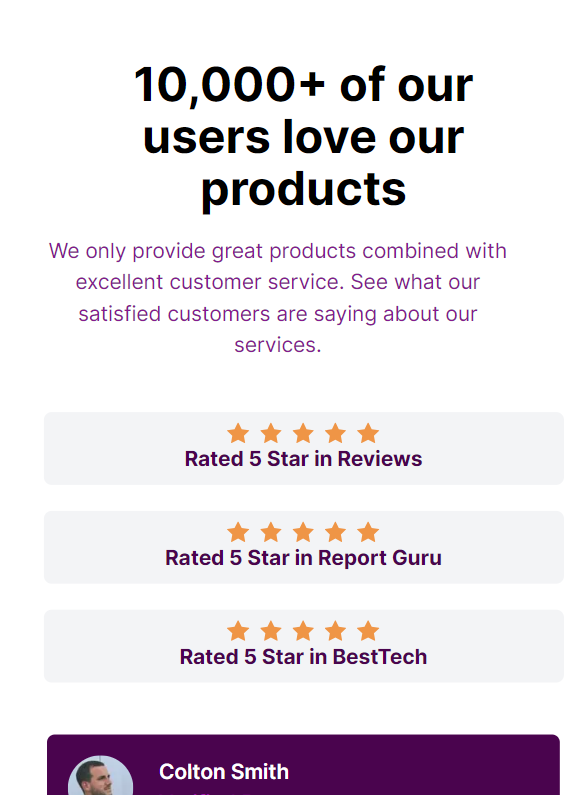 10,000+ of our
users love our
products
We only provide great products combined with
excellent customer service. See what our
satisfied customers are saying about our
services.
Rated 5 Star in Reviews
Rated 5 Star in Report Guru
Rated 5 Star in BestTech
Colton Smith